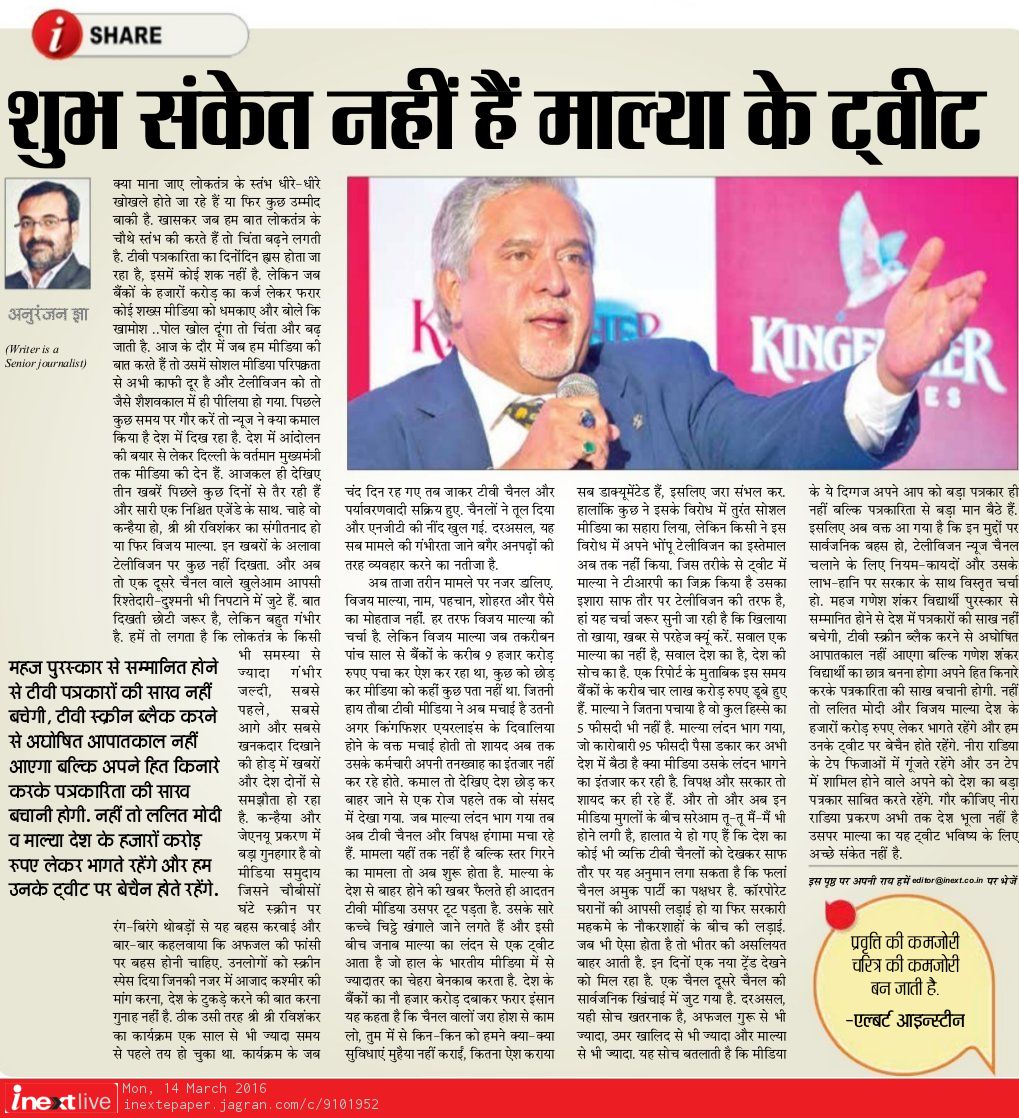 i SHARE
शुभ संकेत नहीं हैं माल्या के ट्वीट
अनुरंजन झा
(Writer is a
Senior journalist)
क्या माना जाए लोकतंत्र के स्तंभ धीरे-धीरे
खोखले होते जा रहे हैं या फिर कुछ उम्मीद
बाकी है. खासकर जब हम बात लोकतंत्र के
चौथे स्तंभ की करते हैं तो चिंता बढ़ने लगती
है. टीवी पत्रकारिता का दिनोंदिन ह्रास होता जा
रहा है, इसमें कोई शक नहीं है. लेकिन जब
बैंकों के हजारों करोड़ का कर्ज लेकर फरार
कोई शख्स मीडिया को धमकाए और बोले कि
खामोश ..पोल खोल दूंगा तो चिंता और बढ़
जाती है. आज के दौर में जब हम मीडिया की
बात करते हैं तो उसमें सोशल मीडिया परिपक्वता
से अभी काफी दूर है और टेलीविजन को तो
जैसे शैशवकाल में ही पीलिया हो गया. पिछले
कुछ समय पर गौर करें तो न्यूज ने क्या कमाल
किया है देश में दिख रहा है. देश में आंदोलन
की बयार से लेकर दिल्ली के वर्तमान मुख्यमंत्री
तक मीडिया की देन हैं. आजकल ही देखिए
तीन खबरें पिछले कुछ दिनों से तैर रही हैं
और सारी एक निश्चित एजेंडे के साथ. चाहे वो
कन्हैया हो, श्री श्री रविशंकर का संगीतनाद हो
या फिर विजय माल्या. इन खबरों के अलावा
टेलीविजन पर कुछ नहीं दिखता. और अब
तो एक दूसरे चैनल वाले खुलेआम आपसी
रिश्तेदारी-दुश्मनी भी निपटाने में जुटे हैं. बात
दिखती छोटी जरूर है, लेकिन बहुत गंभीर
है. हमें तो लगता है कि लोकतंत्र के किसी
भी समस्या से
ज्यादा गंभीर
जल्दी, सबसे
पहले, सबसे
आगे और सबसे
खनकदार दिखाने
की होड़ में खबरों
और देश दोनों से
समझौता हो रहा
है. कन्हैया और
जेएनयू प्रकरण में
बड़ा गुनहगार है वो
मीडिया समुदाय
जिसने चौबीसों
घंटे स्क्रीन पर
रंग-बिरंगे थोबड़ों से यह बहस करवाई और
बार-बार कहलवाया कि अफजल की फांसी
पर बहस होनी चाहिए. उनलोगों को स्क्रीन
स्पेस दिया जिनकी नजर में आजाद कश्मीर की
मांग करना, देश के टुकड़े करने की बात करना
गुनाह नहीं है. ठीक उसी तरह श्री श्री रविशंकर
का कार्यक्रम एक साल से भी ज्यादा समय
से पहले तय हो चुका था. कार्यक्रम के जब
महज पुरस्कार से सम्मानित होने
से टीवी पत्रकारों की साख नहीं
बचेगी, टीवी स्क्रीन ब्लैक करने
से अघोषित आपातकाल नहीं
आएगा बल्कि अपने हित किनारे
करके पत्रकारिता की साख
बचानी होगी. नहीं तो ललित मोदी
व माल्या देश के हजारों करोड़
रुपए लेकर भागते रहेंगे और हम
उनके ट्वीट पर बेचैन होते रहेंगे.
KINGFISHER
चंद दिन रह गए तब जाकर टीवी चैनल और
पर्यावरणवादी सक्रिय हुए. चैनलों ने तूल दिया
और एनजीटी की नींद खुल गई. दरअसल, यह
सब मामले की गंभीरता जाने बगैर अनपढ़ों की
तरह व्यवहार करने का नतीजा है.
अब ताजा तरीन मामले पर नजर डालिए,
विजय माल्या, नाम, पहचान, शोहरत और पैसे
का मोहताज नहीं. हर तरफ विजय माल्या की
चर्चा है. लेकिन विजय माल्या जब तकरीबन
पांच साल से बैंकों के करीब 9 हजार करोड़
रुपए पचा कर ऐश कर रहा था, कुछ को छोड़
कर मीडिया को कहीं कुछ पता नहीं था. जितनी
हाय तौबा टीवी मीडिया ने अब मचाई है उतनी
अगर किंगफिशर एयरलाइंस के दिवालिया
होने के वक्त मचाई होती तो शायद अब तक
उसके कर्मचारी अपनी तनख्वाह का इंतजार नहीं
कर रहे होते. कमाल तो देखिए देश छोड़ कर
बाहर जाने से एक रोज पहले तक वो संसद
में देखा गया. जब माल्या लंदन भाग गया तब
अब टीवी चैनल और विपक्ष हंगामा मचा रहे
हैं. मामला यहीं तक नहीं है बल्कि स्तर गिरने
का मामला तो अब शुरू होता है. माल्या के
देश से बाहर होने की खबर फैलते ही आदतन
टीवी मीडिया उसपर टूट पड़ता है. उसके सारे
कच्चे चिट्ठे खंगाले जाने लगते हैं और इसी
बीच जनाब माल्या का लंदन से एक ट्वीट
आता है जो हाल के भारतीय मीडिया में से
ज्यादातर का चेहरा बेनकाब करता है. देश के
बैंकों का नौ हजार करोड़ दबाकर फरार इंसान
यह कहता है कि चैनल वालों जरा होश से काम
लो, तुम में से किन-किन को हमने क्या-क्या
सुविधाएं मुहैया नहीं कराईं, कितना ऐश कराया
सब डाक्यूमेंटेड हैं, इसलिए जरा संभल कर.
हालांकि कुछ ने इसके विरोध में तुरंत सोशल
मीडिया का सहारा लिया, लेकिन किसी ने इस
विरोध में अपने भोंपू टेलीविजन का इस्तेमाल
अब तक नहीं किया. जिस तरीके से ट्वीट में
माल्या ने टीआरपी का जिक्र किया है उसका
इशारा साफ तौर पर टेलीविजन की तरफ है,
हां यह चर्चा जरूर सुनी जा रही है कि खिलाया
तो खाया, खबर से परहेज क्यूं करें. सवाल एक
माल्या का नहीं है, सवाल देश का है, देश की
सोच का है. एक रिपोर्ट के मुताबिक इस समय
बैंकों के करीब चार लाख करोड़ रुपए डूबे हुए
हैं. माल्या ने जितना पचाया है वो कुल हिस्से का
5 फीसदी भी नहीं है. माल्या लंदन भाग गया,
जो कारोबारी 95 फीसदी पैसा डकार कर अभी
देश में बैठा है क्या मीडिया उसके लंदन भागने
का इंतजार कर रही है. विपक्ष और सरकार तो
शायद कर ही रहे हैं. और तो और अब इन
मीडिया मुगलों के बीच सरेआम तू-तू मैं-मैं भी
होने लगी है, हालात ये हो गए हैं कि देश का
कोई भी व्यक्ति टीवी चैनलों को देखकर साफ
तौर पर यह अनुमान लगा सकता है कि फलां
चैनल अमुक पार्टी का पक्षधर है. कॉरपोरेट
घरानों को आपसी लड़ाई हो या फिर सरकारी
महकमे के नौकरशाहों के बीच की लड़ाई.
जब भी ऐसा होता है तो भीतर की असलियत
बाहर आती है. इन दिनों एक नया ट्रेंड देखने
को मिल रहा है. एक चैनल दूसरे चैनल की
सार्वजनिक खिंचाई में जुट गया है. दरअसल,
यही सोच खतरनाक है, अफजल गुरू से भी
ज्यादा, उमर खालिद से भी ज्यादा और माल्या
से भी ज्यादा. यह सोच बतलाती है कि मीडिया
के ये दिग्गज अपने आप को बड़ा पत्रकार ही
नहीं बल्कि पत्रकारिता से बड़ा मान बैठे हैं.
इसलिए अब वक्त आ गया है कि इन मुद्दों पर
सार्वजनिक बहस हो, टेलीविजन न्यूज चैनल
चलाने के लिए नियम-कायदों और उसके
लाभ-हानि पर सरकार के साथ विस्तृत चर्चा
हो. महज गणेश शंकर विद्यार्थी पुरस्कार से
सम्मानित होने से देश में पत्रकारों की साख नहीं
बचेगी, टीवी स्क्रीन ब्लैक करने से अघोषित
आपातकाल नहीं आएगा बल्कि गणेश शंकर
विद्यार्थी का छात्र बनना होगा अपने हित किनारे
करके पत्रकारिता की साख बचानी होगी. नहीं
तो ललित मोदी और विजय माल्या देश के
हजारों करोड़ रुपए लेकर भागते रहेंगे और हम
उनके ट्वीट पर बेचैन होते रहेंगे. नीरा राडिया
के टेप फिजाओं में गूंजते रहेंगे और उन टेप
में शामिल होने वाले अपने को देश का बड़ा
पत्रकार साबित करते रहेंगे. गौर कीजिए नीरा
राडिया प्रकरण अभी तक देश भूला नहीं है
उसपर माल्या का यह ट्वीट भविष्य के लिए
अच्छे संकेत नहीं है.
इस पृष्ठ पर अपनी राय हमें editor@inext.co.in पर भेजें
प्रवृत्ति की कमजोरी
चरित्र की कमजोरी
बन जाती है.
-एल्बर्ट आइन्स्टीन
inextlive
Mon, 14 March 2016
inextepaper.jagran.com/c/9101952